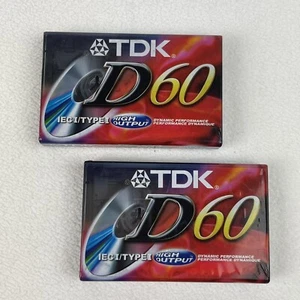 TDK
D60
IEC I/TYPE I HIGH OUTPUT DYNAMIC PERFORMANCE
PERFORMANCE DYNAMIQUE
TDK
D60
IEC I/TYPE I HIGH OUTPUT DYNAMIC PERFORMANCE
PERFORMANCE DYNAMIQUE